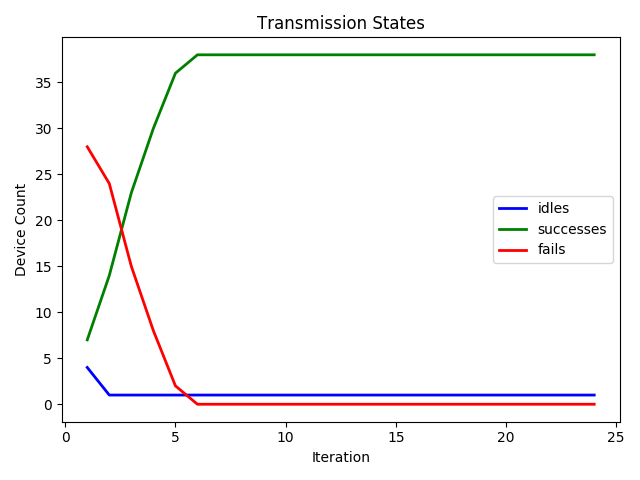 Transmission States
Device Count
35
30
25
20
15
10
5
0
idles
successes
fails
0 5 10 15 20 25
Iteration